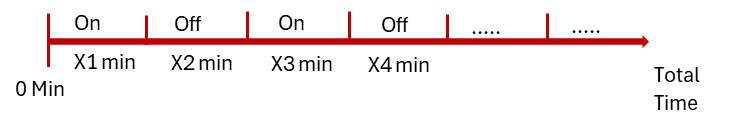 On Off On Off ..... .....
X1 min X2 min X3 min X4 min
0 Min
Total
Time